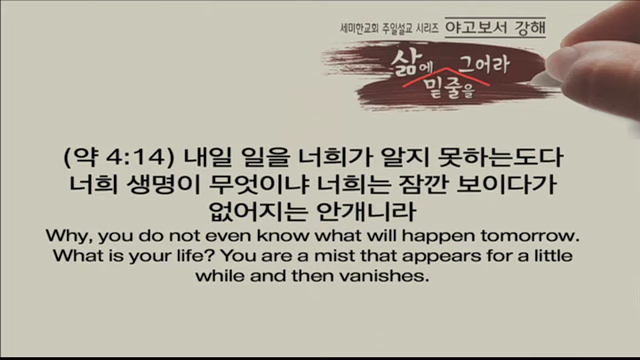 세미한교회 주일설교 시리즈 야고보서 강해
삶에 그어라
밑줄을
(약 4:14) 내일 일을 너희가 알지 못하는도다
너희 생명이 무엇이냐 너희는 잠깐 보이다가
없어지는 안개니라
Why, you do not even know what will happen tomorrow.
What is your life? You are a mist that appears for a little
while and then vanishes.